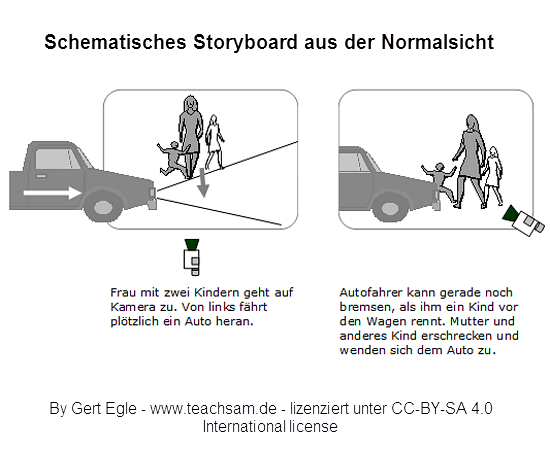 Schematisches Storyboard aus der Normalsicht
Frau mit zwei Kindern geht auf
Kamera zu. Von links fährt
plötzlich ein Auto heran.
Autofahrer kann gerade noch
bremsen, als ihm ein Kind vor
den Wagen rennt. Mutter und
anderes Kind erschrecken und
wenden sich dem Auto zu.
By Gert Egle - www.teachsam.de - lizenziert unter CC-BY-SA 4.0
International license